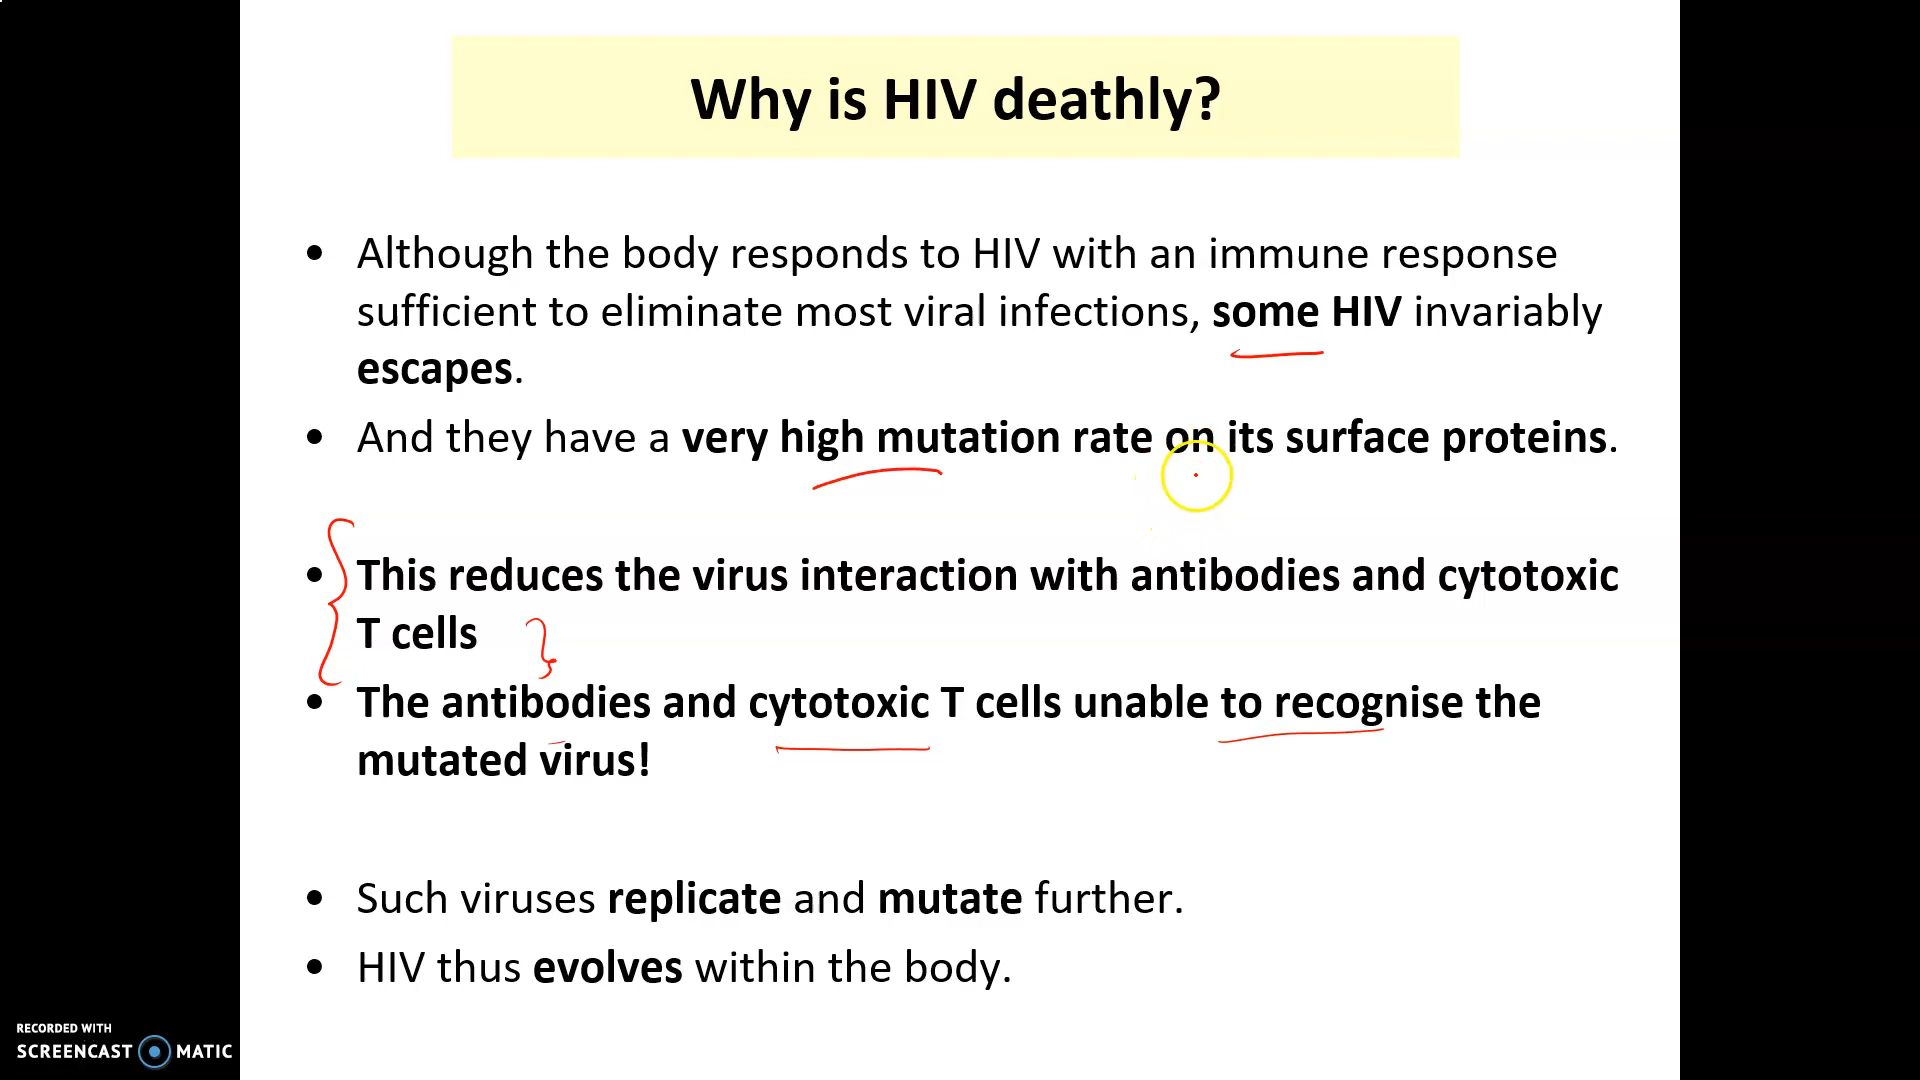 Why is HIV deathly?
• Although the body responds to HIV with an immune response
sufficient to eliminate most viral infections, some HIV invariably
escapes.
• And they have a very high mutation rate on its surface proteins.
• This reduces the virus interaction with antibodies and cytotoxic
T cells
• The antibodies and cytotoxic T cells unable to recognise the
mutated virus!
• Such viruses replicate and mutate further.
• HIV thus evolves within the body.
RECORDED WITH
SCREENCAST MATIC